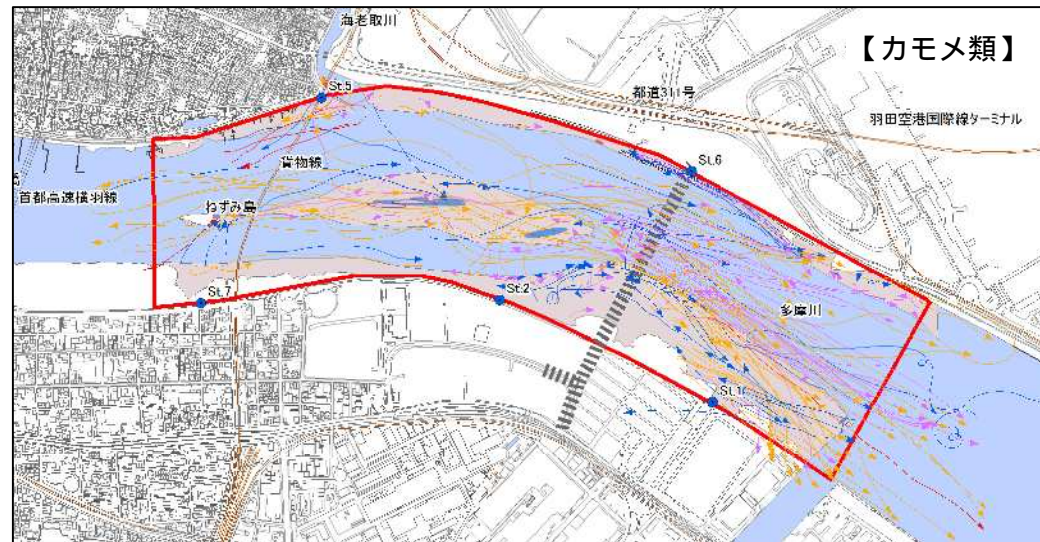 海老取川
【カモメ類】
St.5
都道311号
羽田空港国際線ターミナル
貨物線
St.6
首都高速横羽線
ねずみ島
St.7
St.2
多摩川
St.1